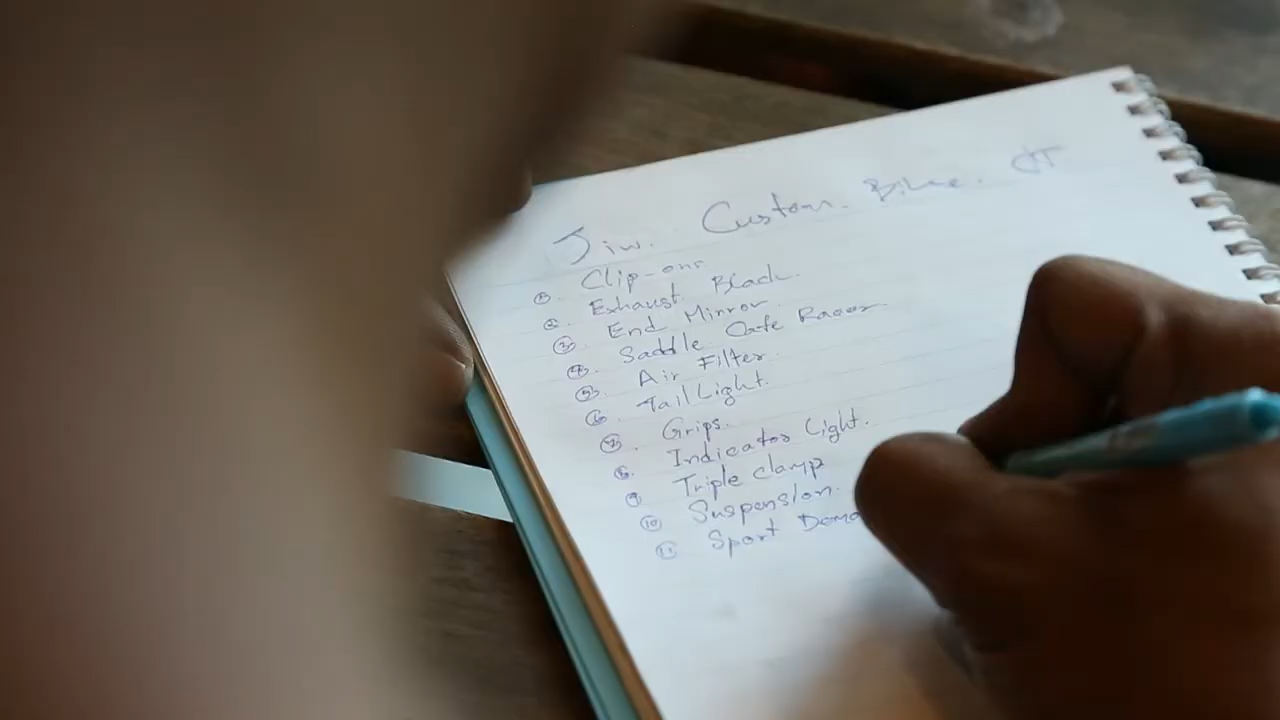 Jiw. Custom. Bike.
① Clip-ons
② Exhaust Black.
③ End Mirror
④ Saddle Cafe Racer.
⑤ Air Filter
⑥ Tail Light.
⑦ Grips.
⑧ Indicator Light.
⑨ Triple clamp
⑩ Suspension.
⑪ Sport Dema